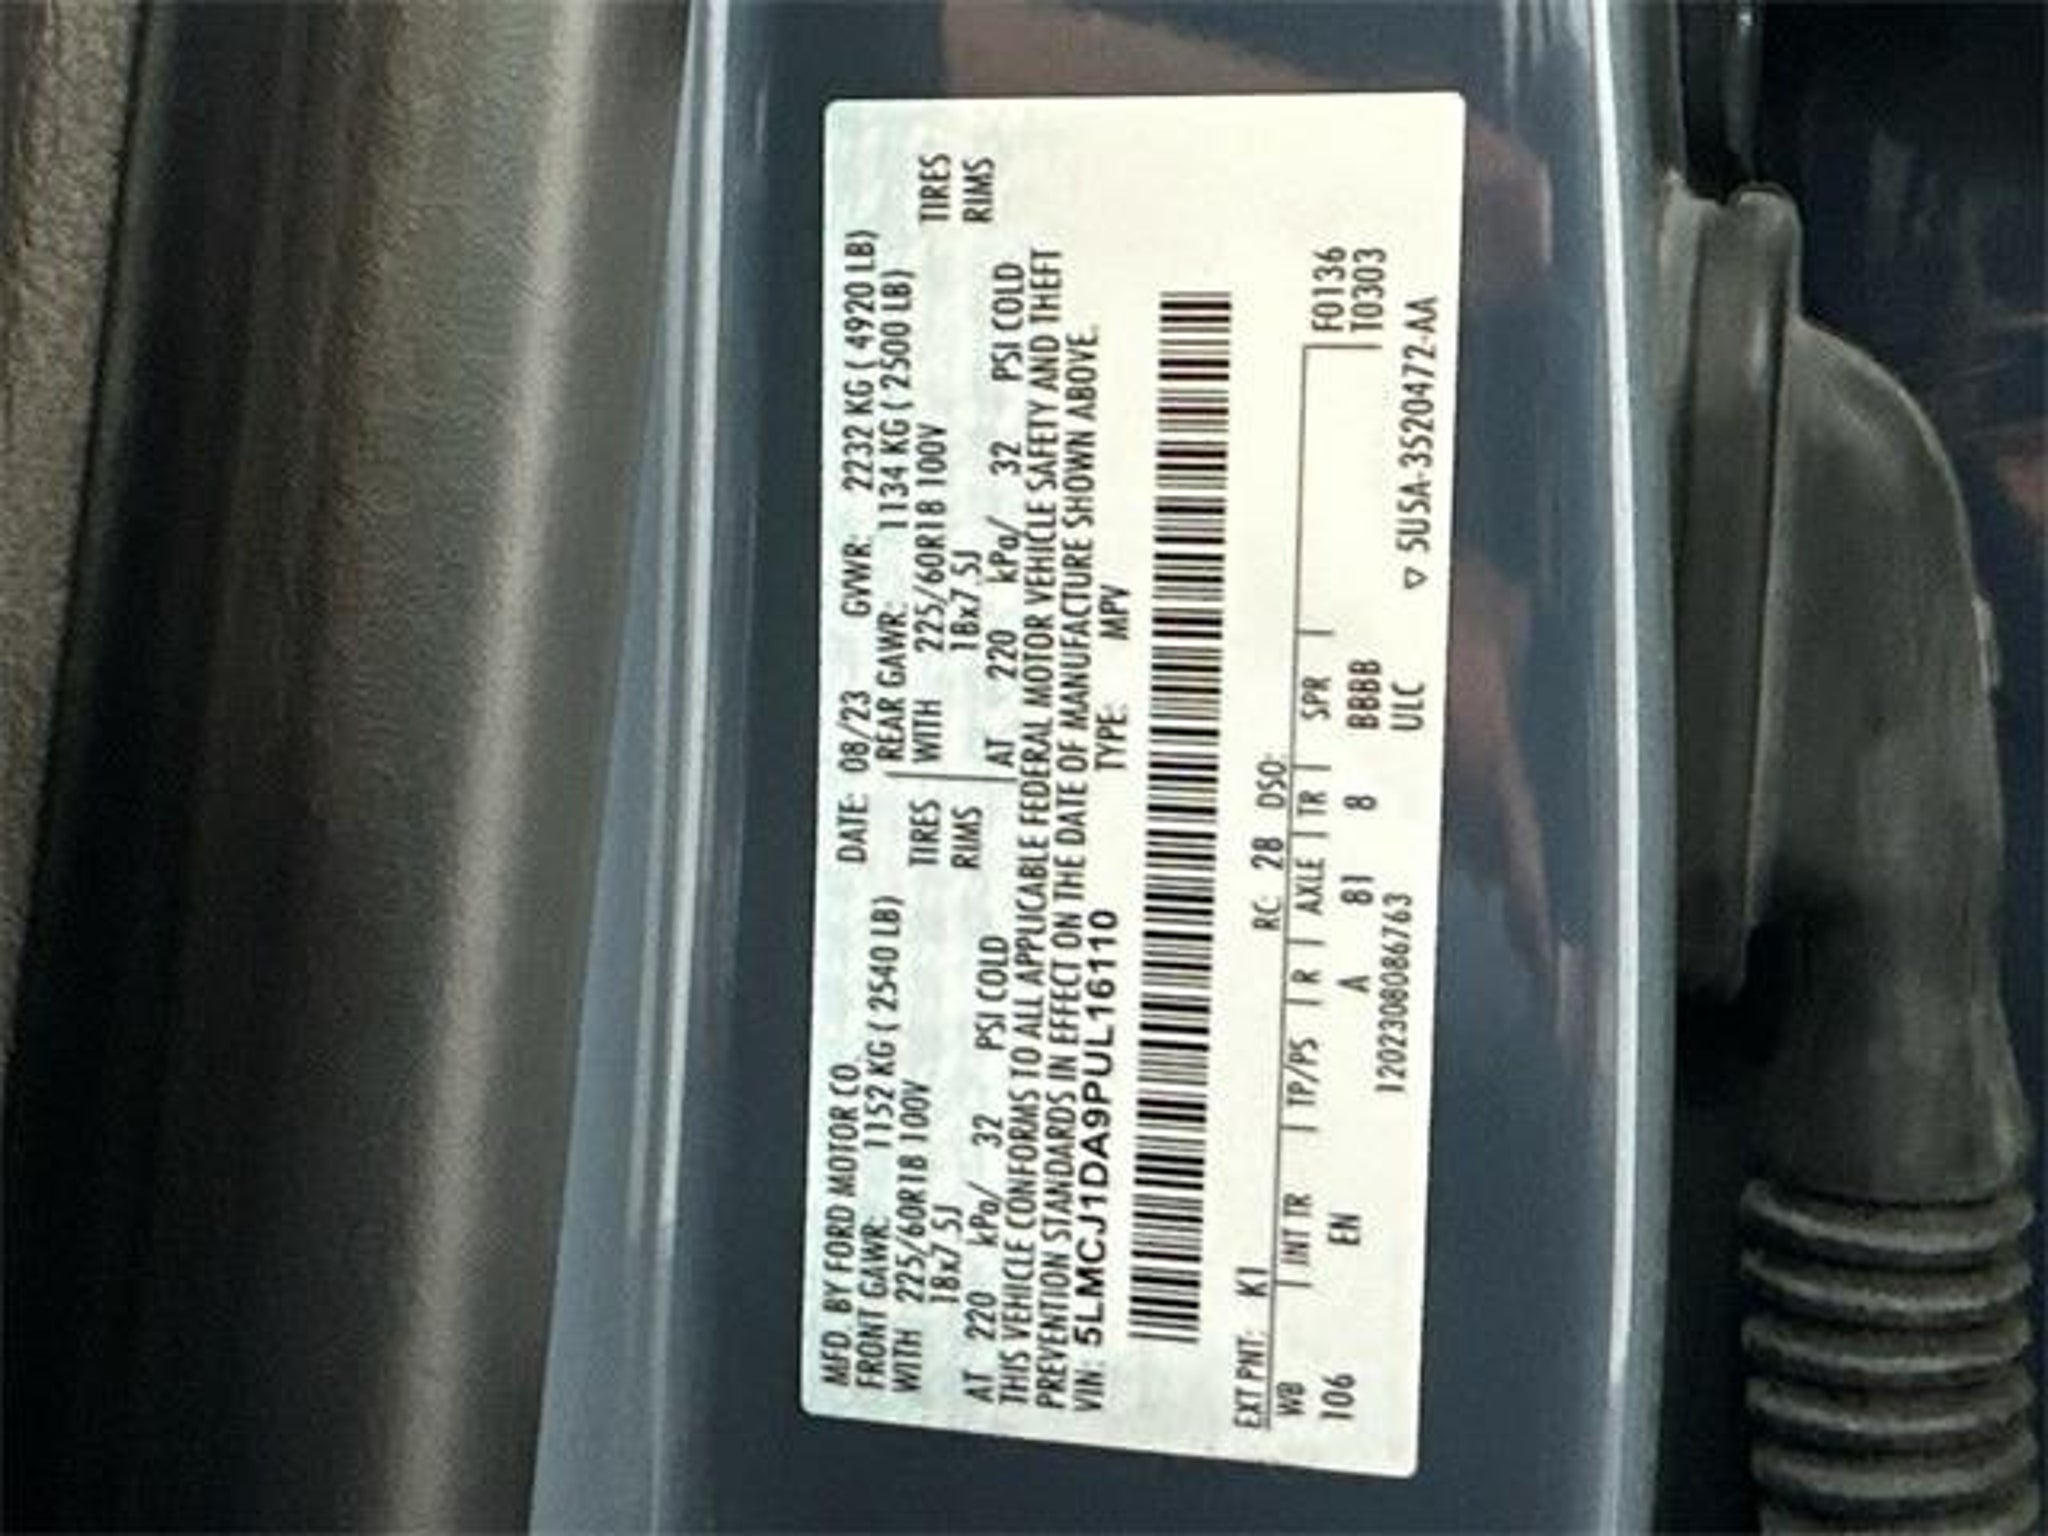 MFD BY FORD MOTOR CO. DATE: 08/23 GVWR: 2232 KG ( 4920 LB)
FRONT GAWR: 1152 KG ( 2540 LB) REAR GAWR: 1134 KG ( 2500 LB)
WITH 225/60R18 100V TIRES WITH 225/60R18 100V TIRES
18x7.5J RIMS 18x7.5J RIMS
AT 220 kPa/ 32 PSI COLD AT 220 kPa/ 32 PSI COLD
THIS VEHICLE CONFORMS TO ALL APPLICABLE FEDERAL MOTOR VEHICLE SAFETY AND THEFT
PREVENTION STANDARDS IN EFFECT ON THE DATE OF MANUFACTURE SHOWN ABOVE.
VIN: 5LMCJ1DA9PUL16110 TYPE: MPV
EXT PNT: K1 RC: 28 DSO:
WB | INT TR | TP/PS | R | AXLE | TR | SPR | F0136
106 EN A 81 8 BBBB T0303
1202308086763 ULC
▽ 5USA-3520472-AA